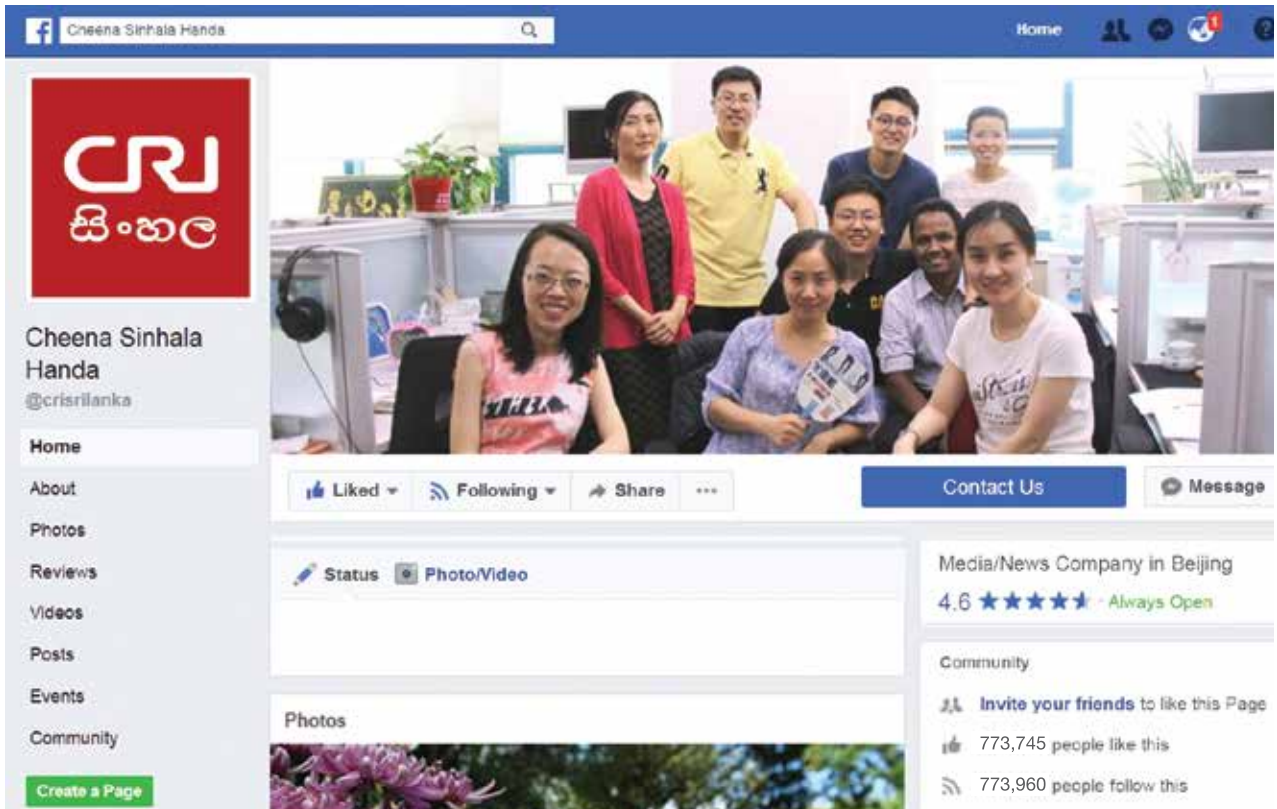 Cheena Sinhala Handa
Home
1
?
CRI
සිංහල
Cheena Sinhala
Handa
@crisrilanka
Home
About
Photos
Reviews
Videos
Posts
Events
Community
Create a Page
Liked
Following
Share
Contact Us
Message
Status
Photo/Video
Photos
Media/News Company in Beijing
4.6 ★★★★★ · Always Open
Community
Invite your friends to like this Page
773,745 people like this
773,960 people follow this